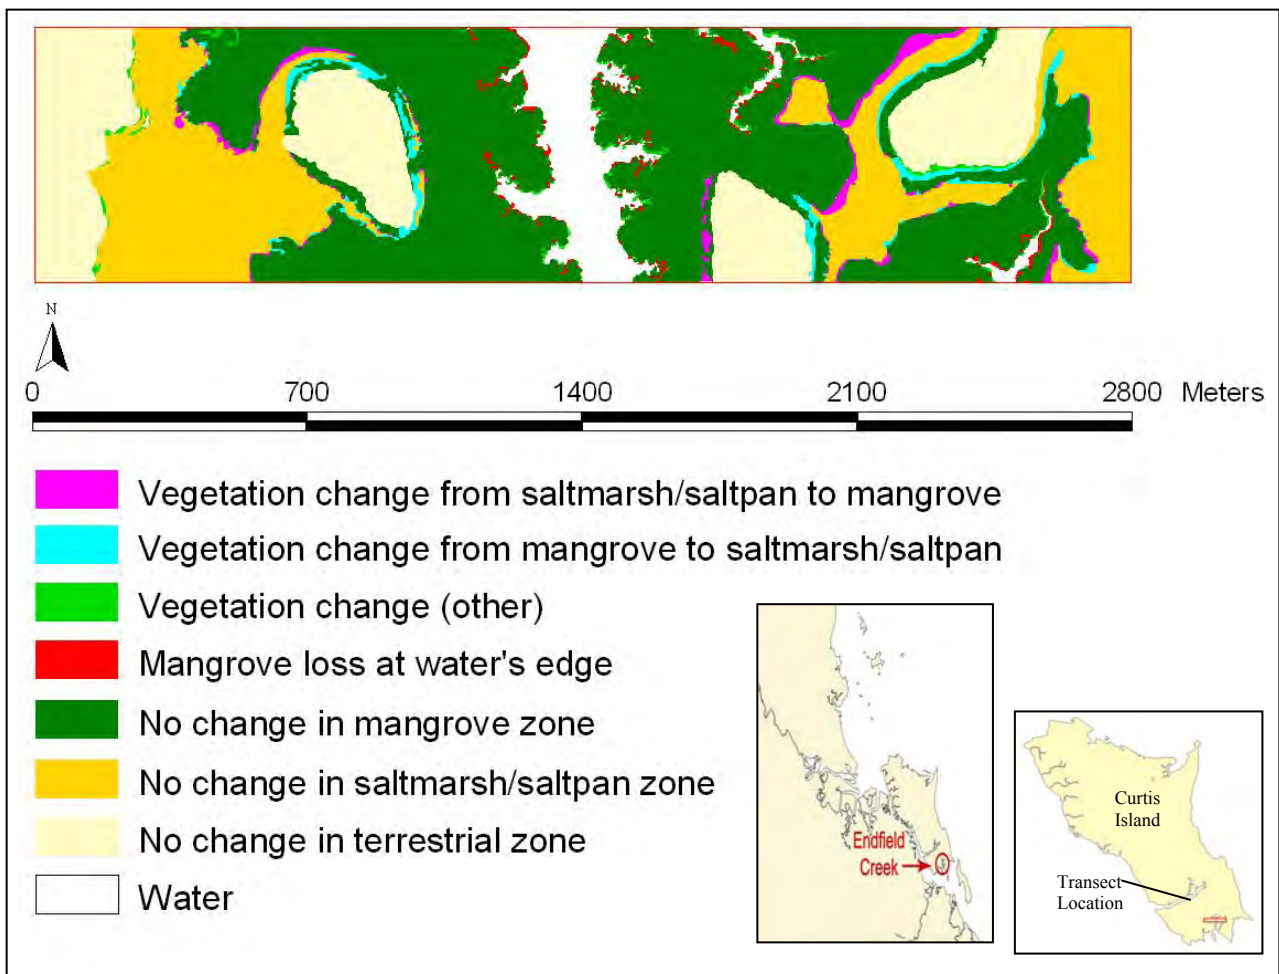 N
0 700 1400 2100 2800 Meters
Vegetation change from saltmarsh/saltpan to mangrove
Vegetation change from mangrove to saltmarsh/saltpan
Vegetation change (other)
Mangrove loss at water's edge
No change in mangrove zone
No change in saltmarsh/saltpan zone
No change in terrestrial zone
Water
Endfield
Creek
Curtis
Island
Transect
Location